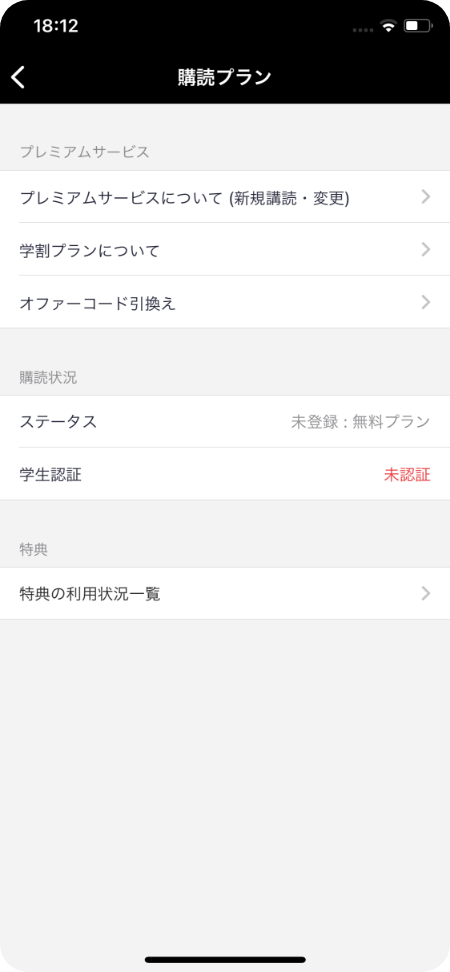 18:12
購読プラン
プレミアムサービス
プレミアムサービスについて (新規購読・変更)
学割プランについて
オファーコード引換え
購読状況
ステータス 未登録 : 無料プラン
学生認証 未認証
特典
特典の利用状況一覧